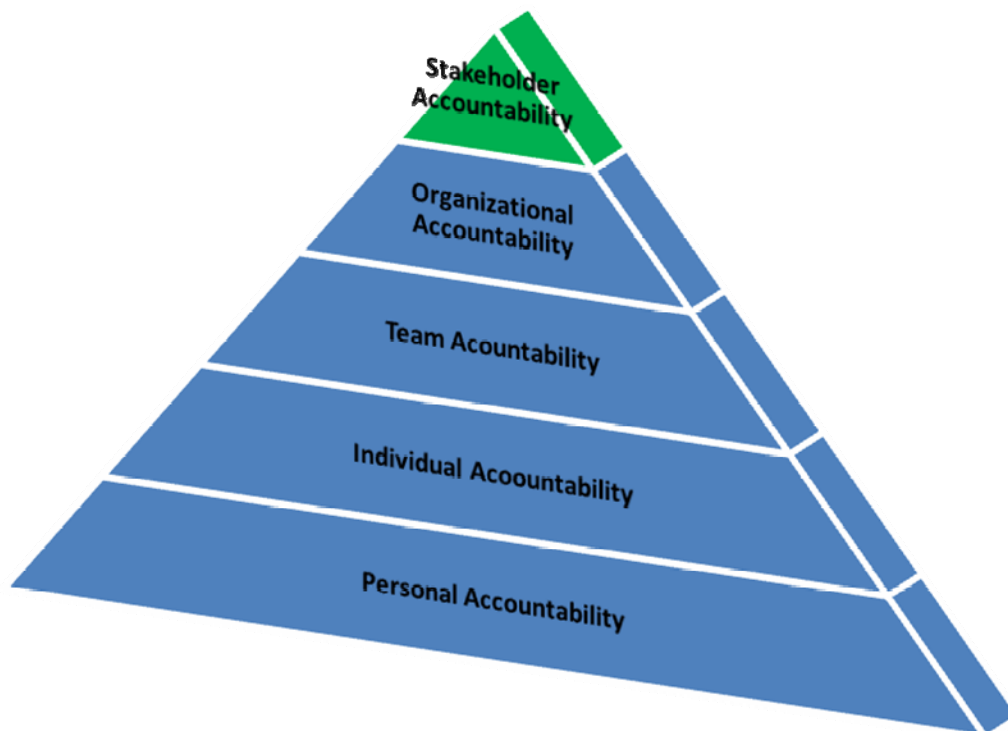 Stakeholder
Accountability
Organizational
Accountability
Team Acountability
Individual Acoountability
Personal Accountability